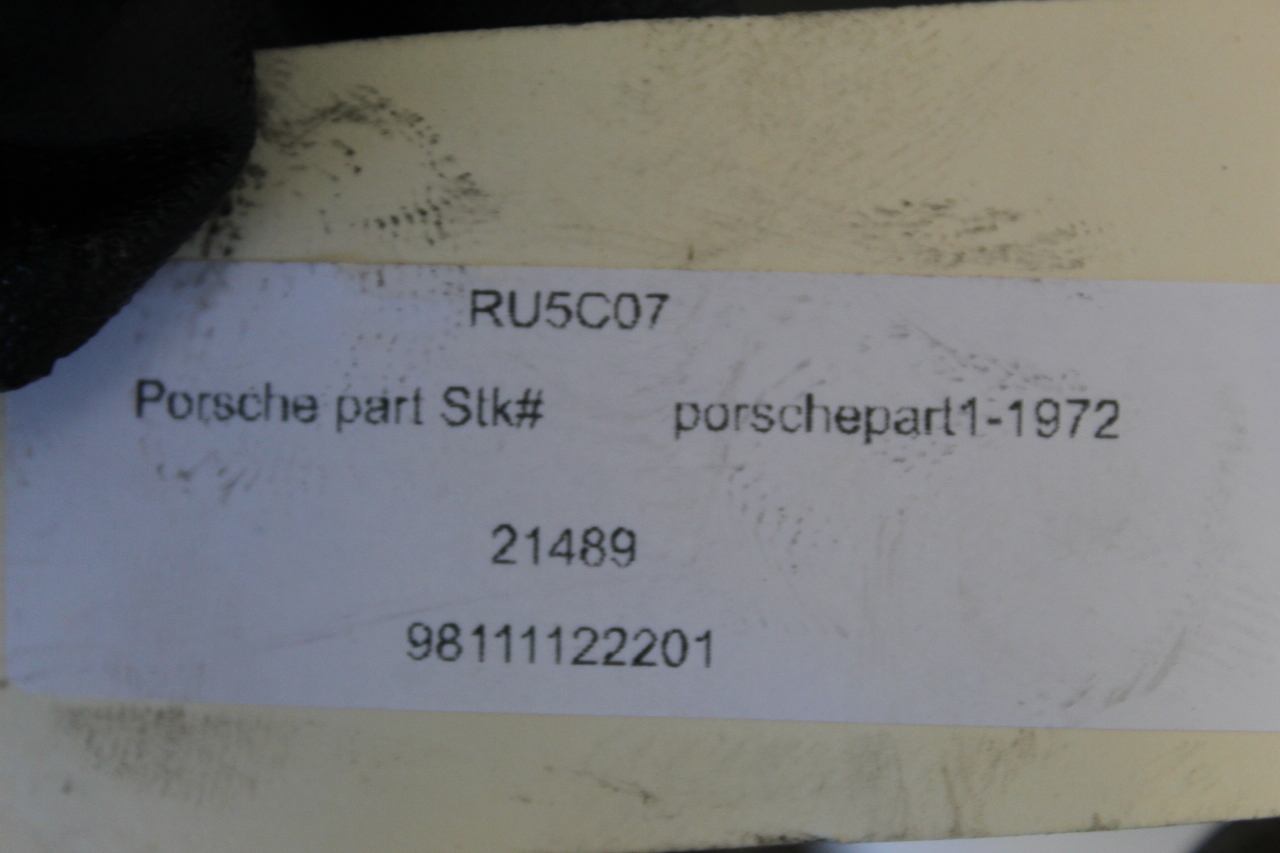 RU5C07
Porsche part Stk# porschepart1-1972
21489
98111122201